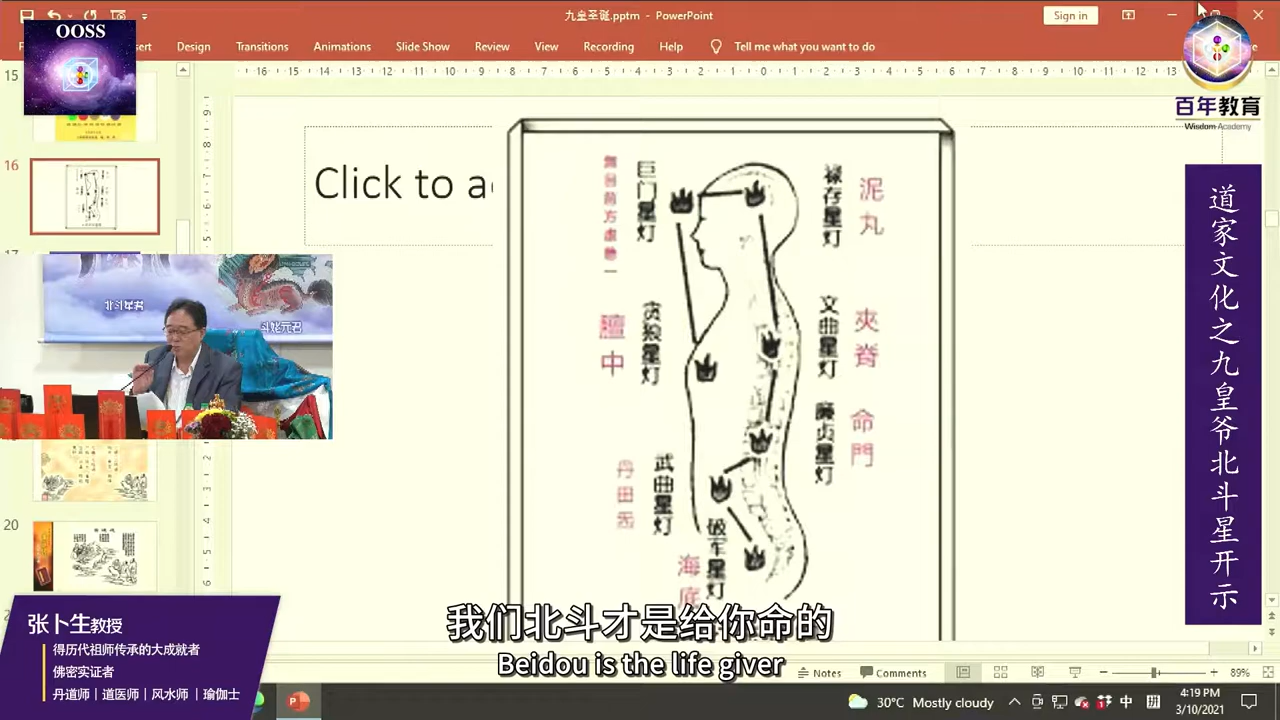 九皇圣诞.pptm - PowerPoint
Sign in
OOSS
Design
Transitions
Animations
Slide Show
Review
View
Recording
Help
Tell me what you want to do
百年教育
Wisdom Academy
15
16
20
Click to a
巨门星灯
禄存星灯
泥丸
贪狼星灯
膻中
文曲星灯
夹脊
廉贞星灯
命門
武曲星灯
丹田
破军星灯
海底
北斗星君
斗姥元君
道家文化之九皇爷北斗星开示
张卜生教授
得历代祖师传承的大成就者
佛密实证者
丹道师｜道医师｜风水师｜瑜伽士
我们北斗才是给你命的
Beidou is the life giver
Notes
Comments
89%
30°C Mostly cloudy
中
拼
4:19 PM
3/10/2021